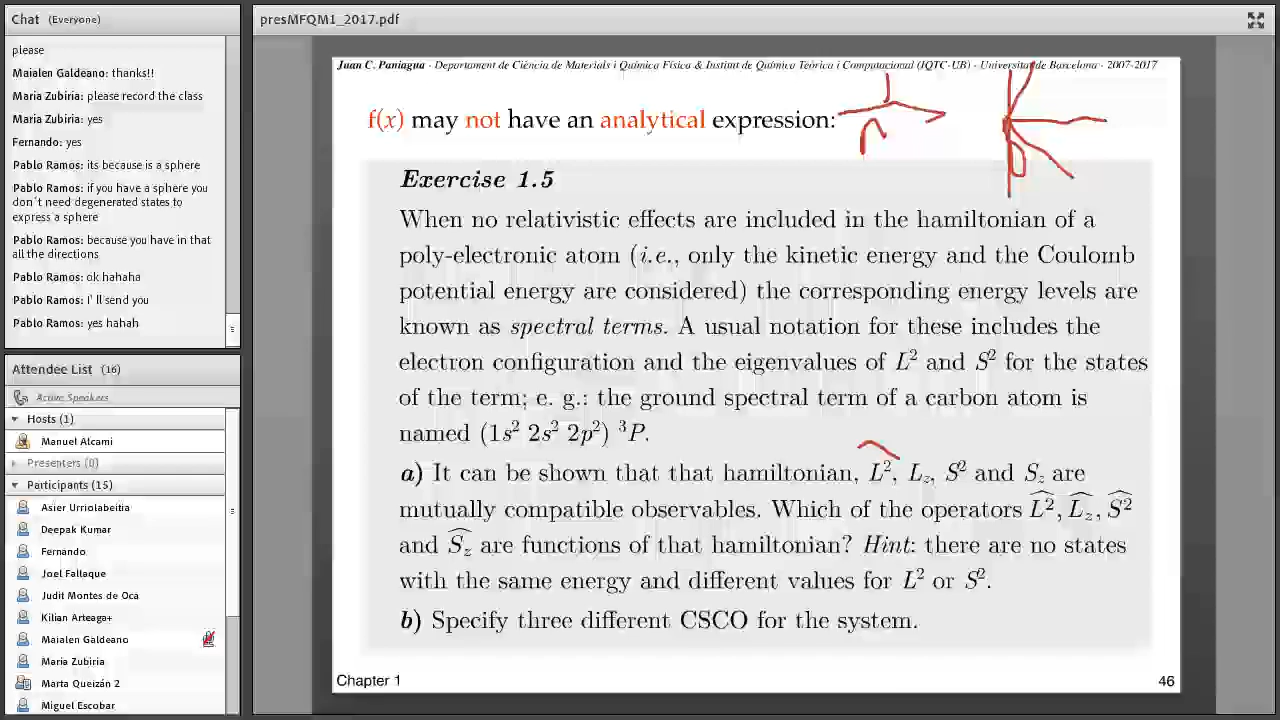 Chat (Everyone)
please
Maialen Galdeano: thanks!!
Maria Zubiria: please record the class
Maria Zubiria: yes
Fernando: yes
Pablo Ramos: its because is a sphere
Pablo Ramos: if you have a sphere you
don´t need degenerated states to
express a sphere
Pablo Ramos: because you have in that
all the directions
Pablo Ramos: ok hahaha
Pablo Ramos: i' ll send you
Pablo Ramos: yes hahah
Attendee List (16)
Active Speakers
Hosts (1)
Manuel Alcami
Presenters (0)
Participants (15)
Asier Urriolabeitia
Deepak Kumar
Fernando
Joel Fallaque
Judit Montes de Oca
Kilian Arteaga+
Maialen Galdeano
Maria Zubiria
Marta Queizán 2
Miguel Escobar
presMFQM1_2017.pdf
Juan C. Paniagua - Departament de Ciència de Materials i Química Física & Institut de Química Teòrica i Computacional (IQTC-UB) - Universitat de Barcelona - 2007-2017
f(x) may not have an analytical expression:
Exercise 1.5
When no relativistic effects are included in the hamiltonian of a
poly-electronic atom (i.e., only the kinetic energy and the Coulomb
potential energy are considered) the corresponding energy levels are
known as spectral terms. A usual notation for these includes the
electron configuration and the eigenvalues of L² and S² for the states
of the term; e. g.: the ground spectral term of a carbon atom is
named (1s² 2s² 2p²) ³P.
a) It can be shown that that hamiltonian, L², L_z, S² and S_z are
mutually compatible observables. Which of the operators L̂², L̂_z, Ŝ²
and Ŝ_z are functions of that hamiltonian? Hint: there are no states
with the same energy and different values for L² or S².
b) Specify three different CSCO for the system.
Chapter 1
46